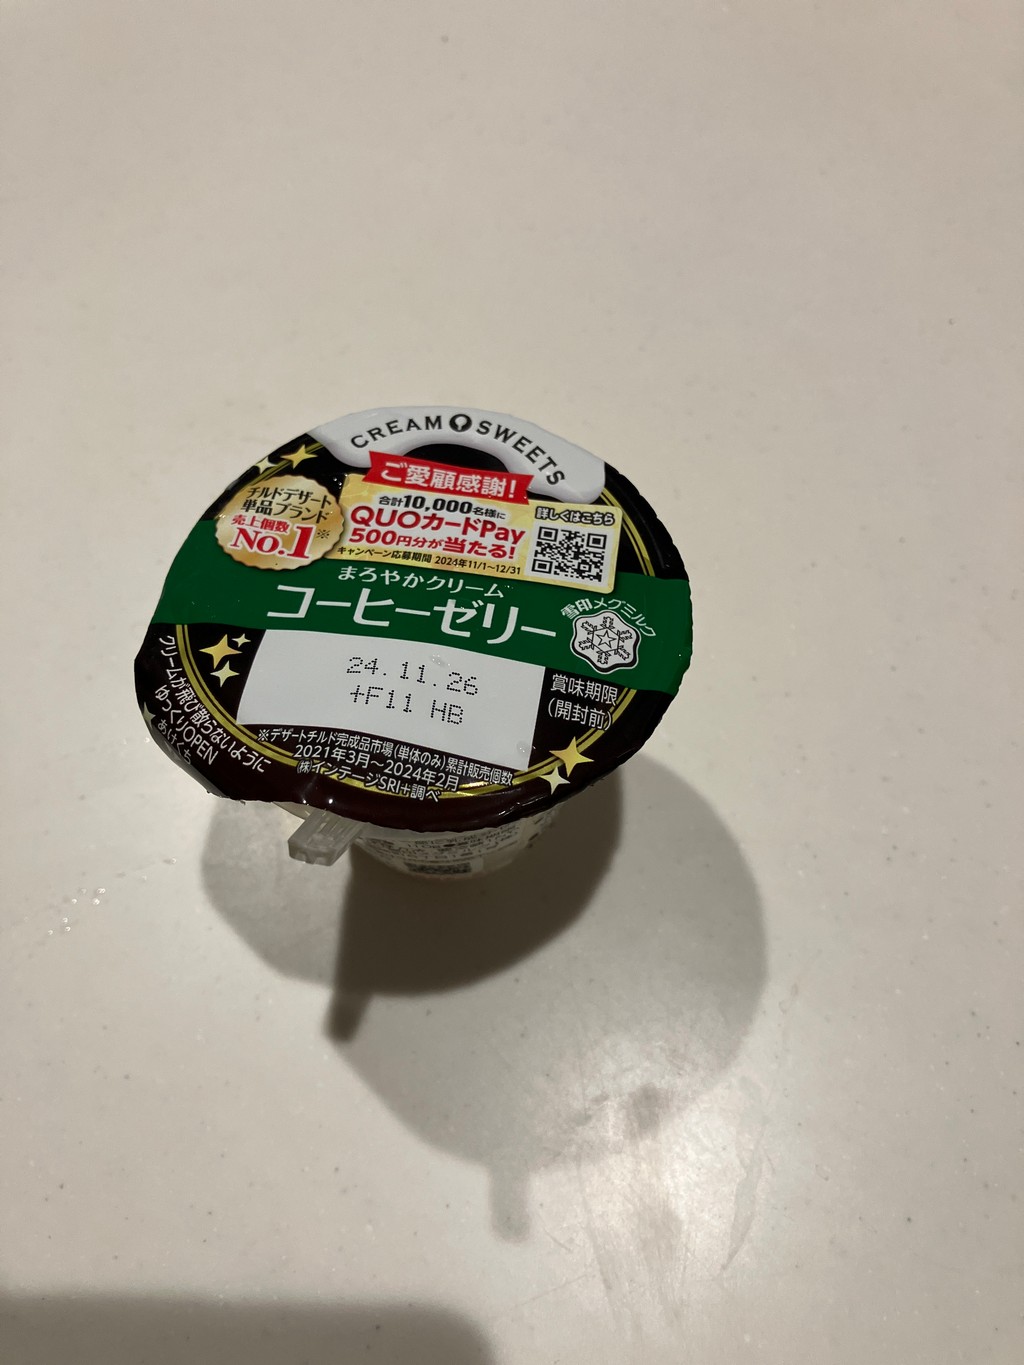 CREAM SWEETS
ご愛顧感謝!
チルドデザート
単品ブランド
売上個数
No.1※
合計10,000名様に
QUOカードPay
500円分が当たる!
キャンペーン応募期間 2024年11/1~12/31
詳しくはこちら
まろやかクリーム
コーヒーゼリー
雪印メグミルク
24.11.26
+F11 HB
賞味期限
(開封前)
クリームが飛び散らないように
ゆっくりOPEN
あけくち
※デザートチルド完成品市場(単体のみ)累計販売個数
2021年3月~2024年2月
㈱インテージSRI+調べ